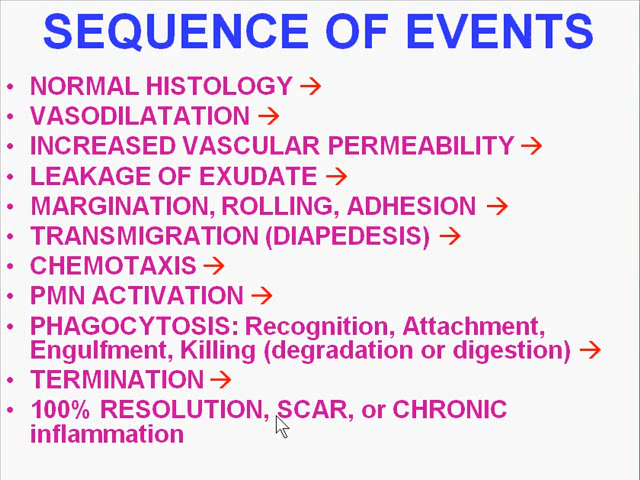 SEQUENCE OF EVENTS
• NORMAL HISTOLOGY →
• VASODILATATION →
• INCREASED VASCULAR PERMEABILITY →
• LEAKAGE OF EXUDATE →
• MARGINATION, ROLLING, ADHESION →
• TRANSMIGRATION (DIAPEDESIS) →
• CHEMOTAXIS →
• PMN ACTIVATION →
• PHAGOCYTOSIS: Recognition, Attachment,
Engulfment, Killing (degradation or digestion) →
• TERMINATION →
• 100% RESOLUTION, SCAR, or CHRONIC
inflammation